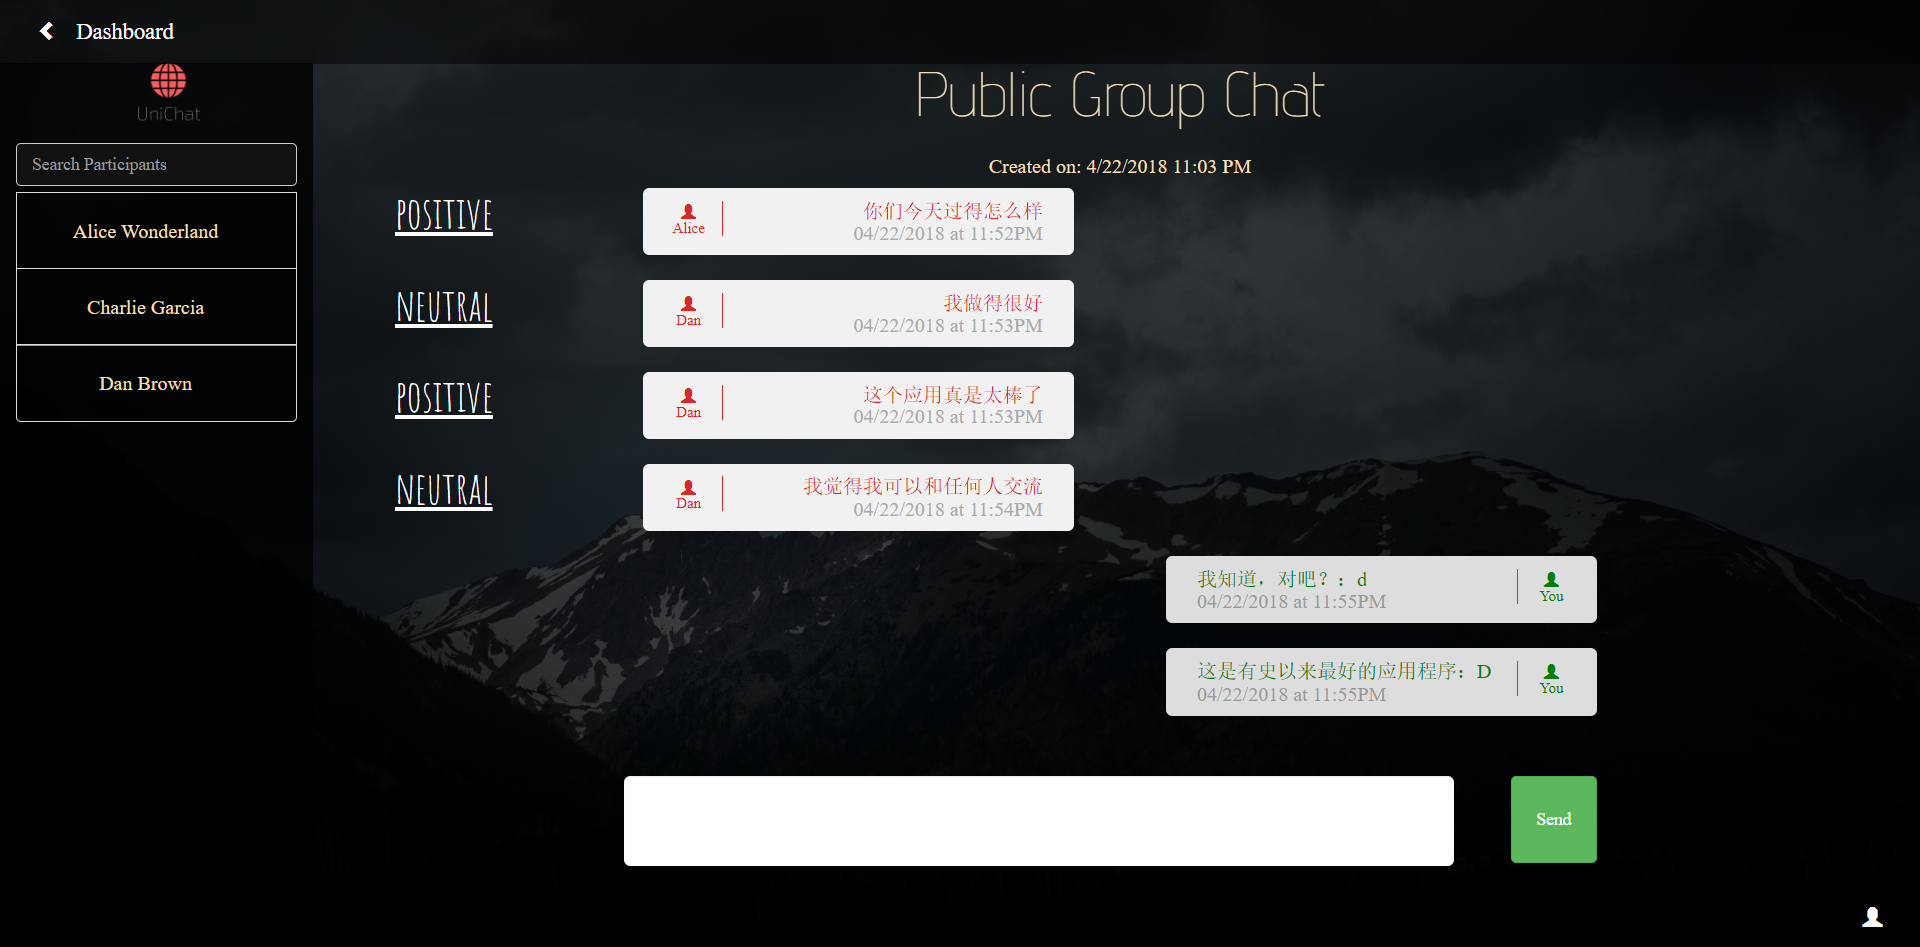 Dashboard
UniChat
Search Participants
Alice Wonderland
Charlie Garcia
Dan Brown
Public Group Chat
Created on: 4/22/2018 11:03 PM
POSITIVE
Alice
你们今天过得怎么样
04/22/2018 at 11:52PM
NEUTRAL
Dan
我做得很好
04/22/2018 at 11:53PM
POSITIVE
Dan
这个应用真是太棒了
04/22/2018 at 11:53PM
NEUTRAL
Dan
我觉得我可以和任何人交流
04/22/2018 at 11:54PM
我知道，对吧？：d
04/22/2018 at 11:55PM
You
这是有史以来最好的应用程序：D
04/22/2018 at 11:55PM
You
Send